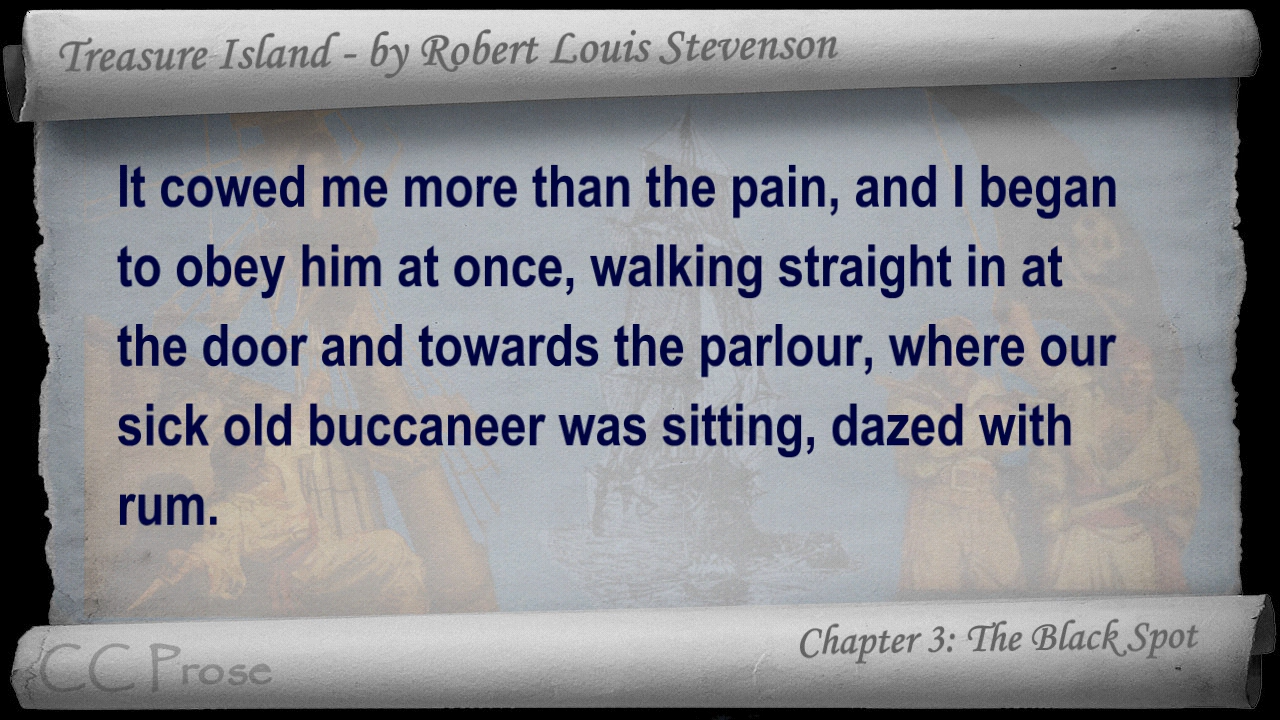 Treasure Island - by Robert Louis Stevenson
It cowed me more than the pain, and I began
to obey him at once, walking straight in at
the door and towards the parlour, where our
sick old buccaneer was sitting, dazed with
rum.
Chapter 3: The Black Spot
CC Prose